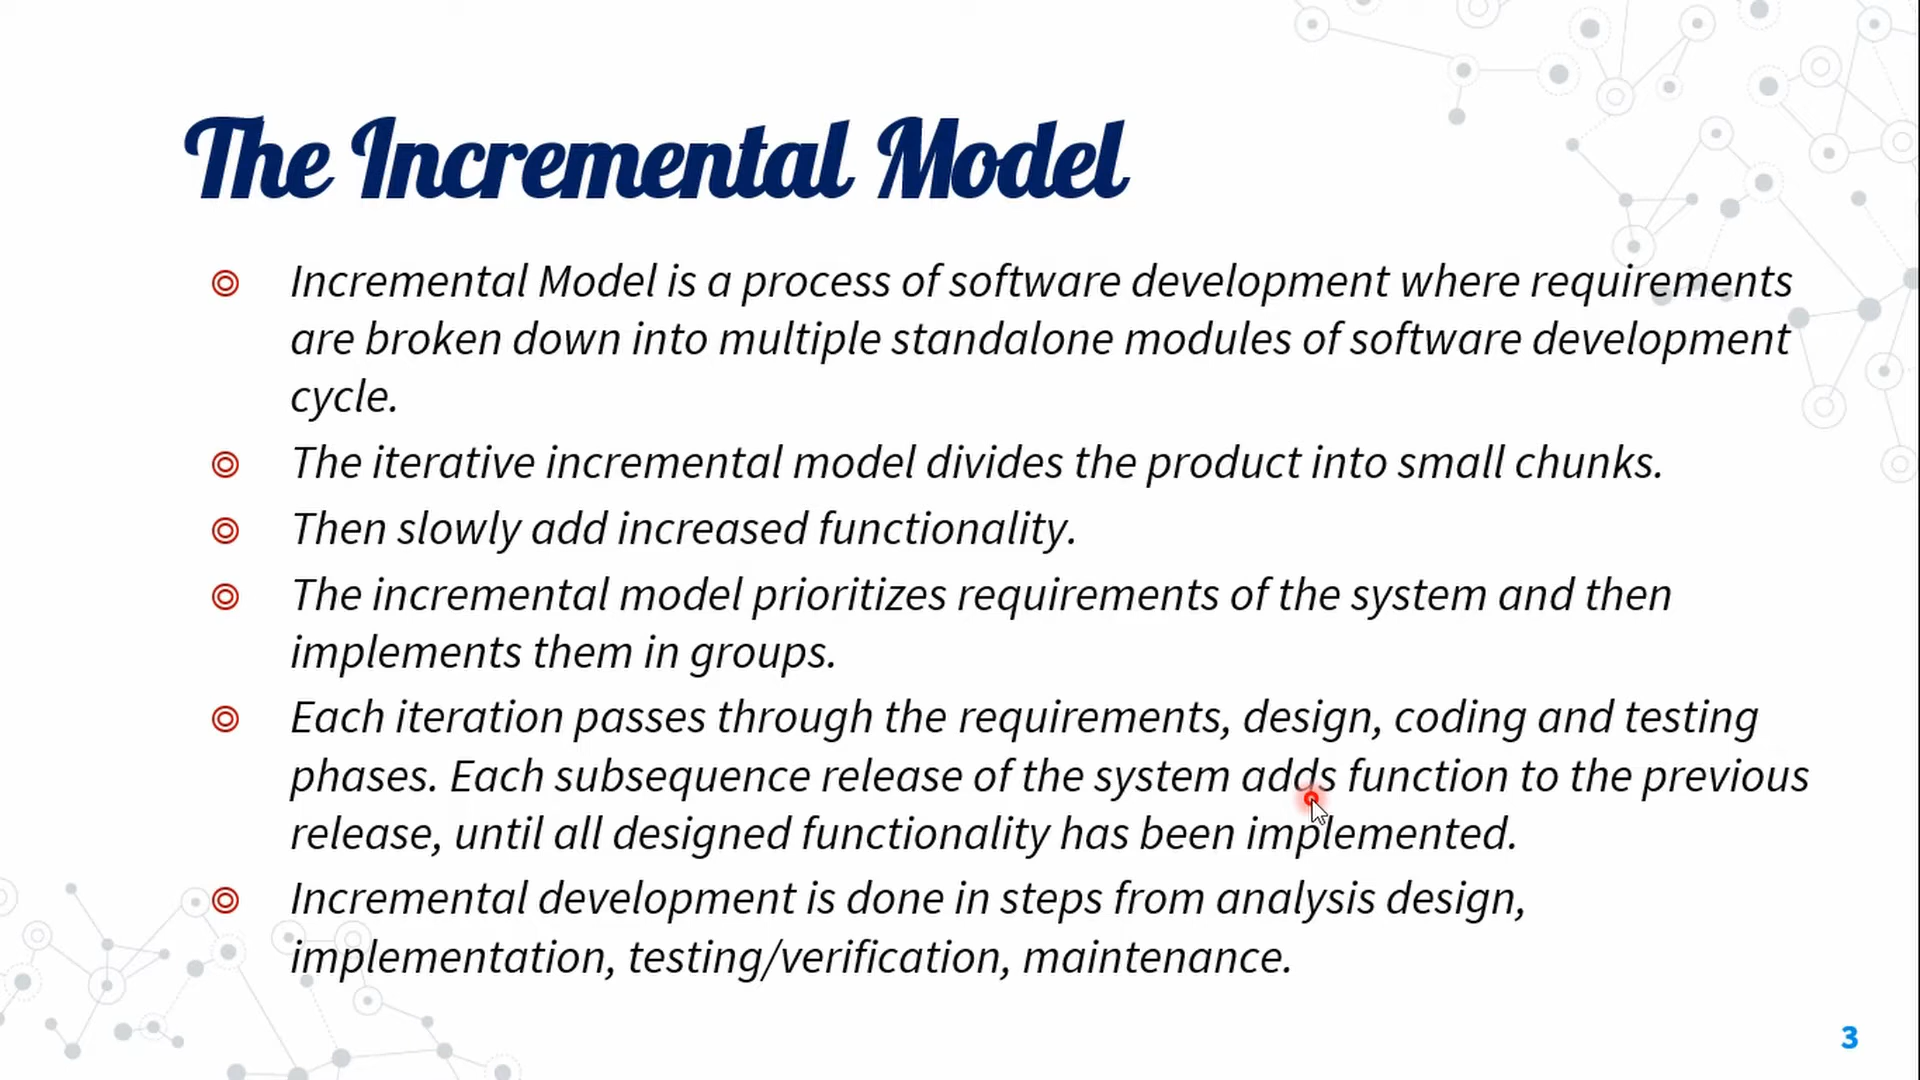 The Incremental Model
Incremental Model is a process of software development where requirements
are broken down into multiple standalone modules of software development
cycle.
The iterative incremental model divides the product into small chunks.
Then slowly add increased functionality.
The incremental model prioritizes requirements of the system and then
implements them in groups.
Each iteration passes through the requirements, design, coding and testing
phases. Each subsequence release of the system adds function to the previous
release, until all designed functionality has been implemented.
Incremental development is done in steps from analysis design,
implementation, testing/verification, maintenance.
3